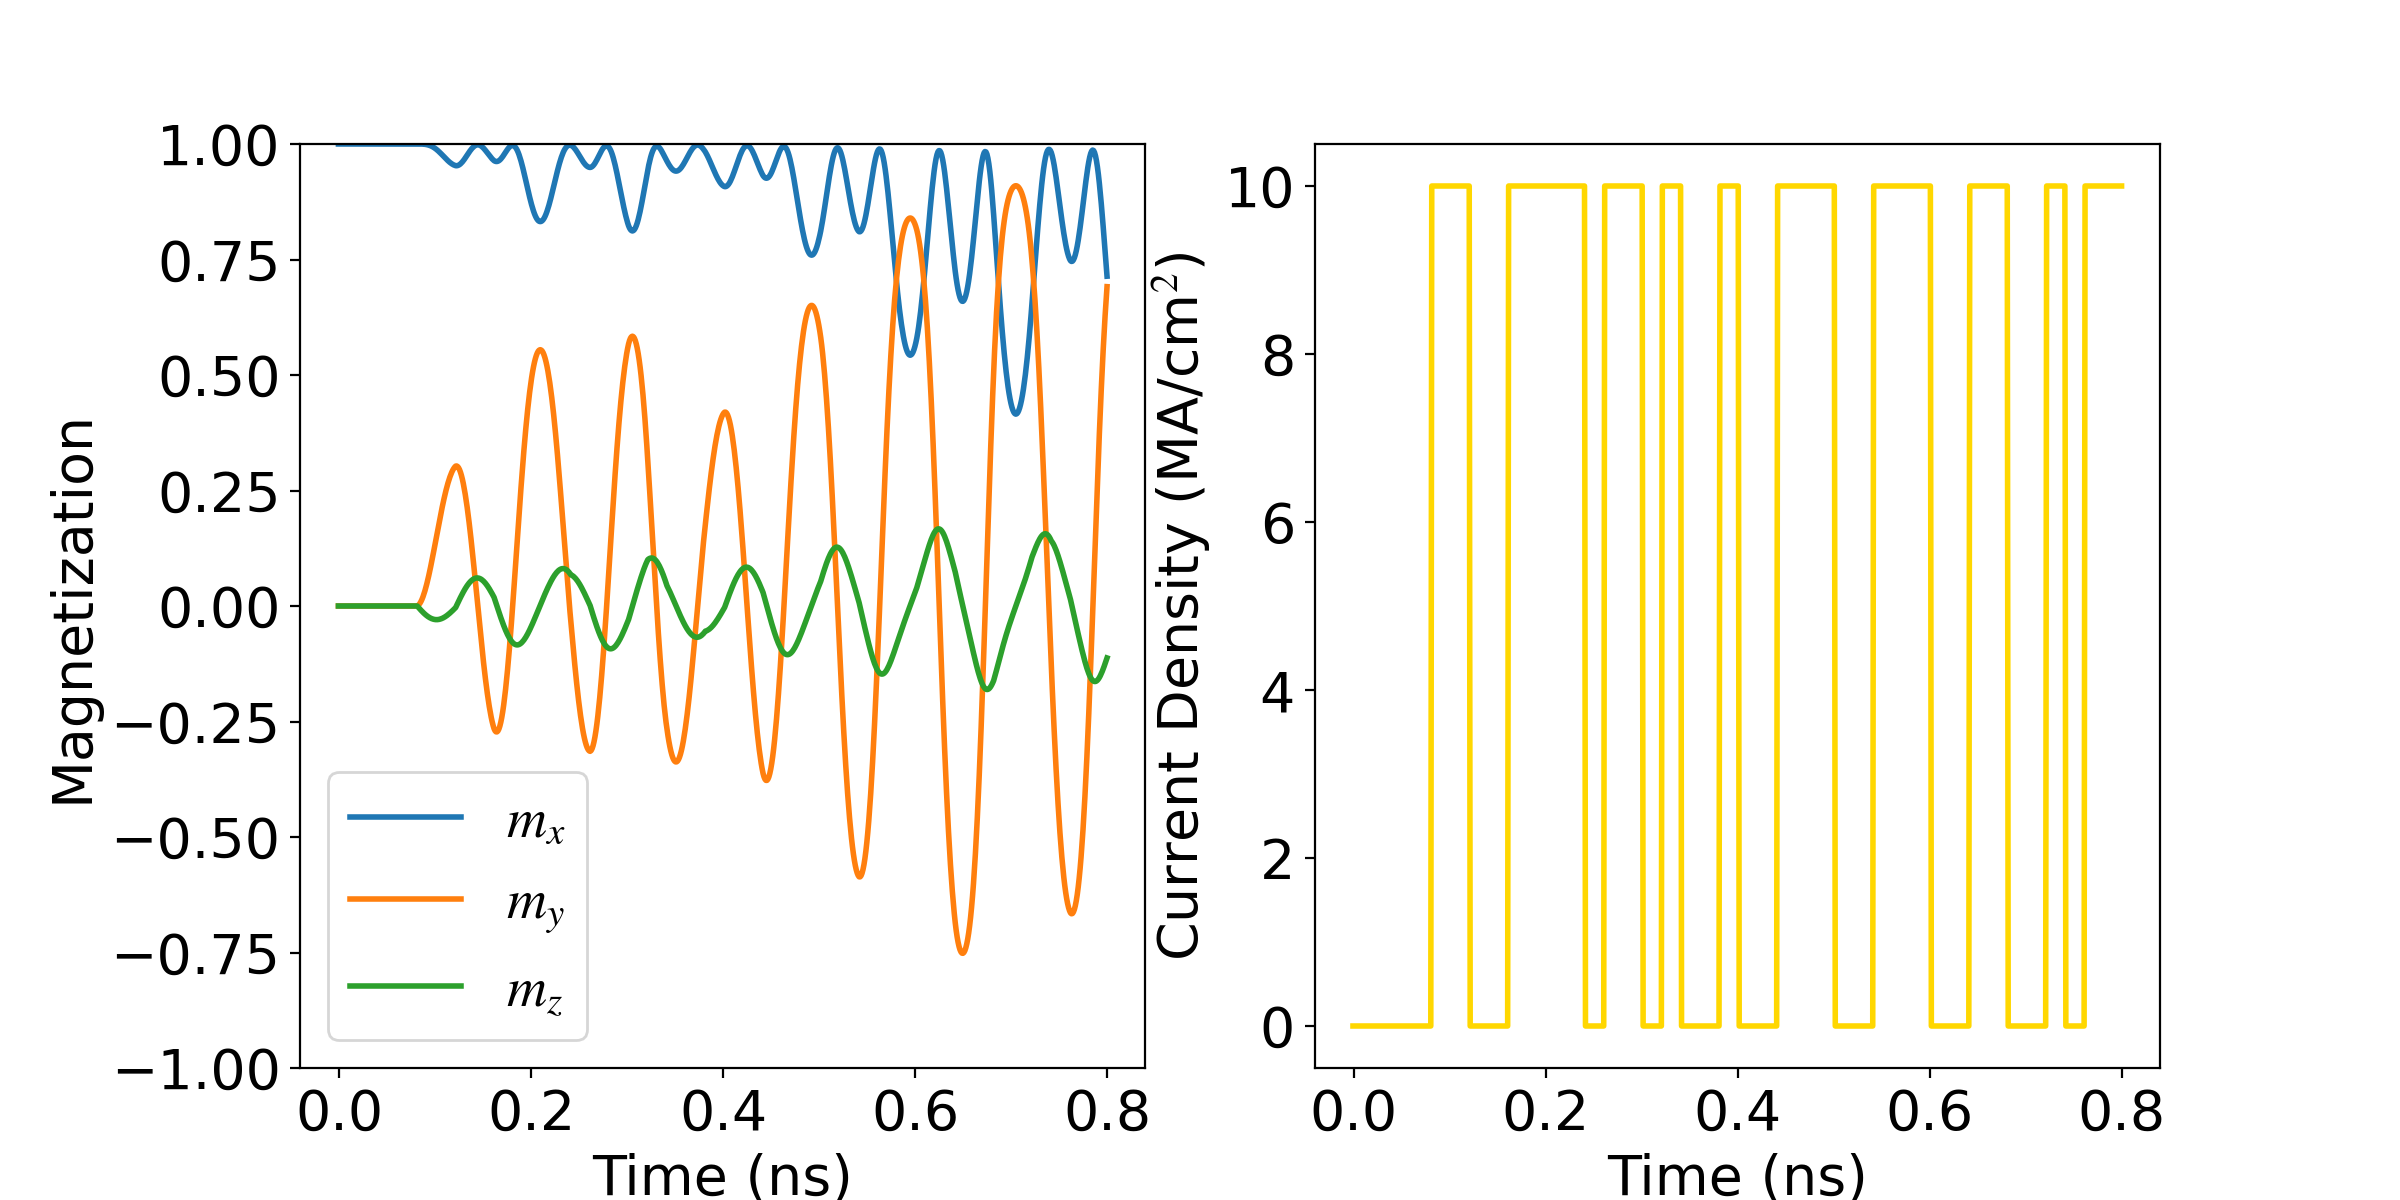 1.00
0.75
0.50
0.25
0.00
−0.25
−0.50
−0.75
−1.00
Magnetization
m_x
m_y
m_z
0.0 0.2 0.4 0.6 0.8
Time (ns)
10
8
6
4
2
0
Current Density (MA/cm²)
0.0 0.2 0.4 0.6 0.8
Time (ns)